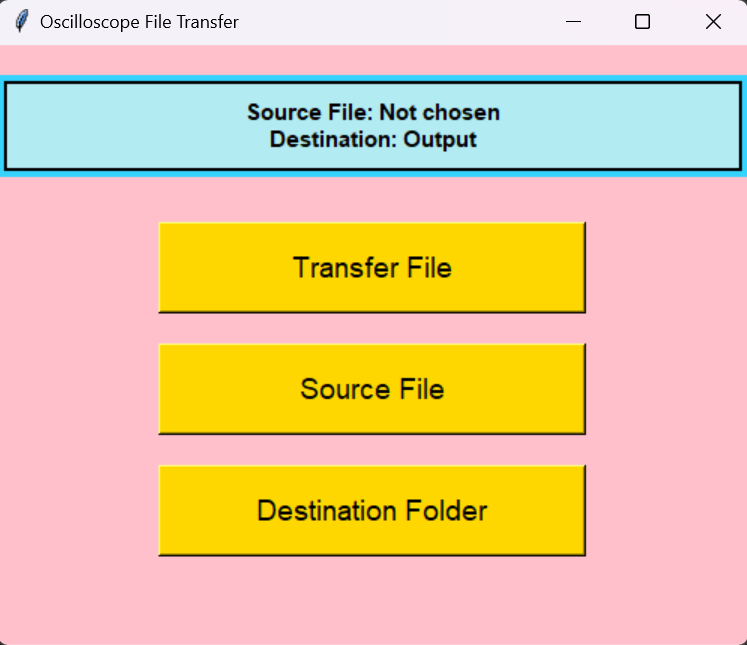 Oscilloscope File Transfer
Source File: Not chosen
Destination: Output
Transfer File
Source File
Destination Folder